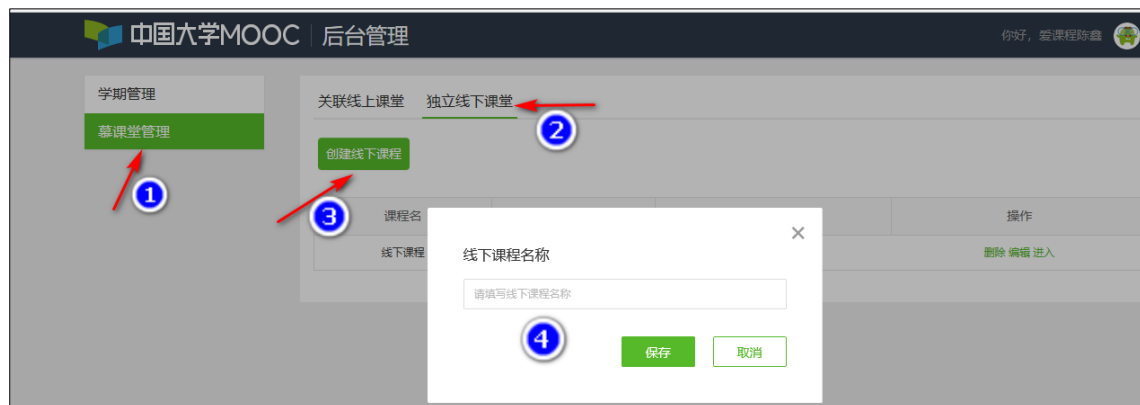 中国大学MOOC 后台管理
你好，爱课程陈鑫
学期管理
慕课堂管理
1
关联线上课堂 独立线下课堂
2
创建线下课程
3
课程名 操作
线下课程 删除 编辑 进入
线下课程名称
请填写线下课程名称
4
保存 取消